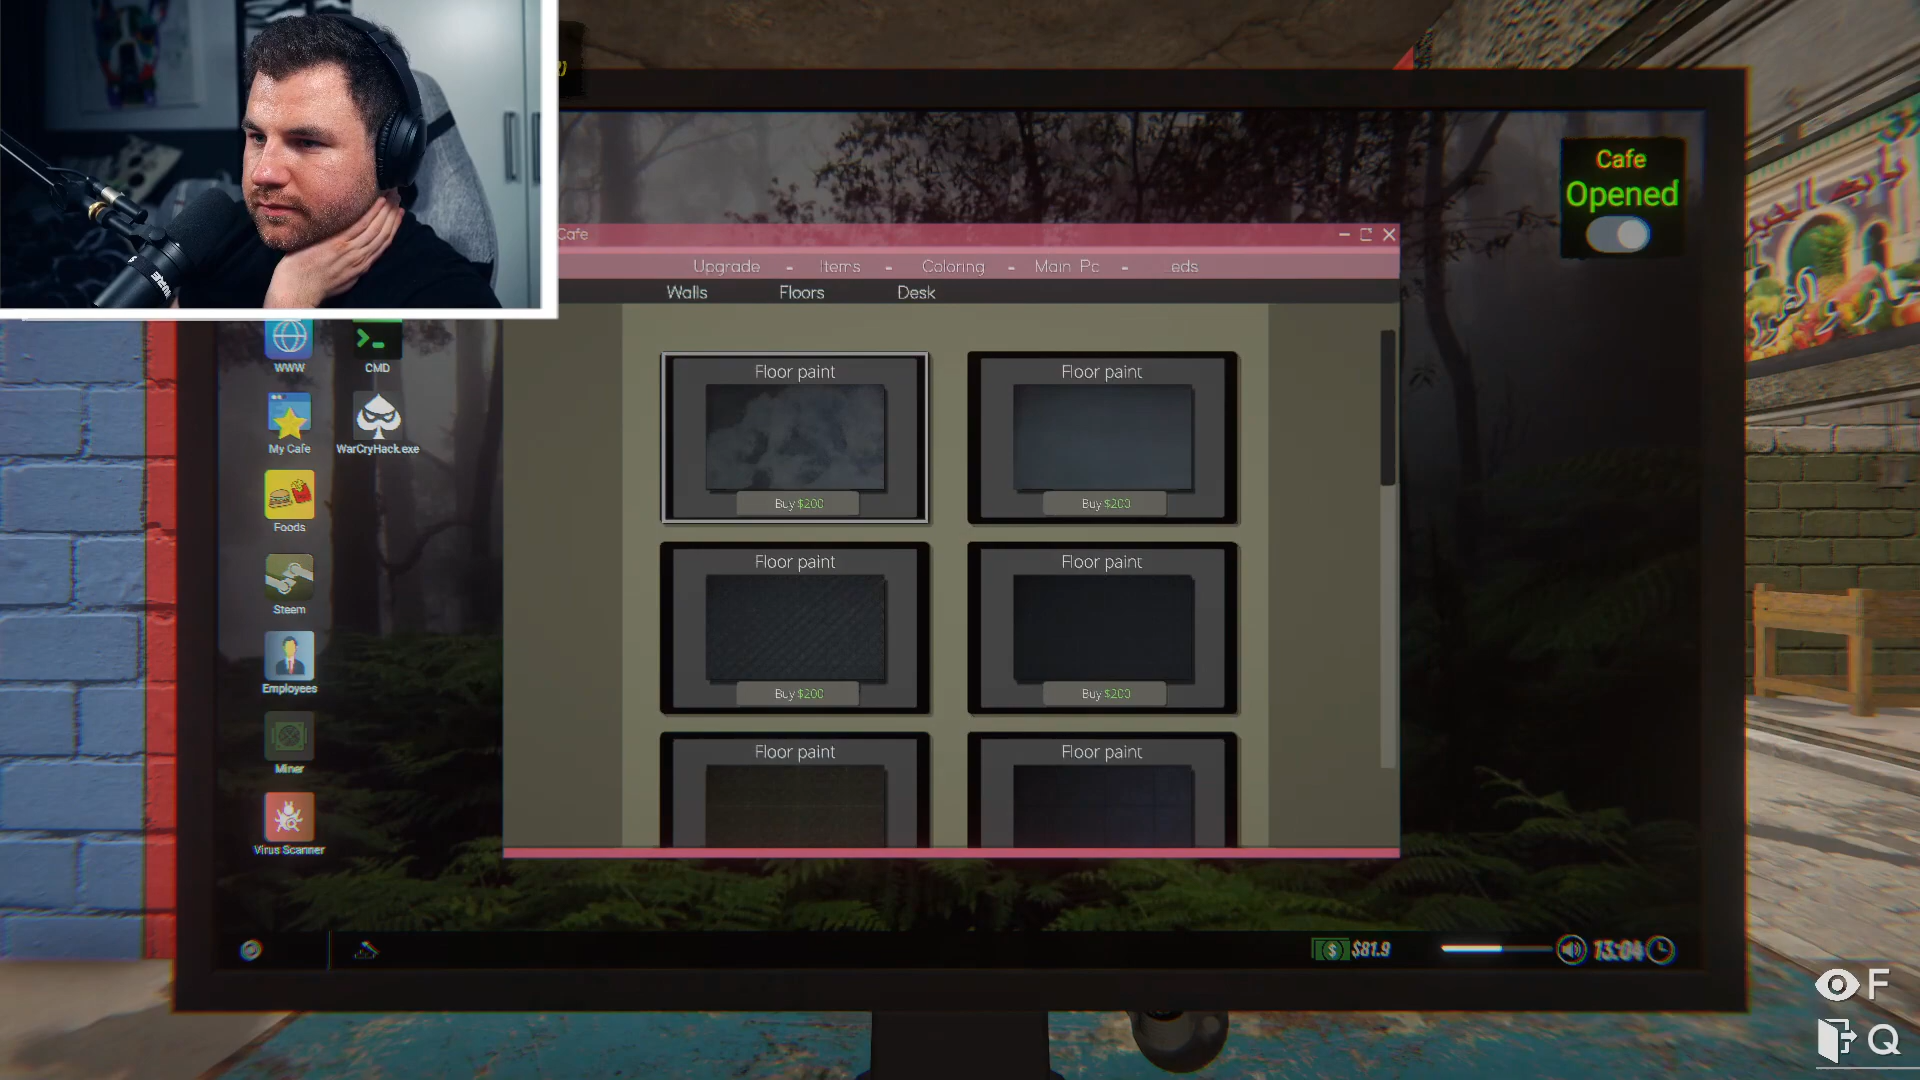 Cafe
Opened
Cafe
Upgrade - Items - Coloring - Main Pc - eds
Walls Floors Desk
WWW
CMD
My Cafe
WarCryHack.exe
Foods
Steem
Employees
Miner
Virus Scanner
Floor paint
Buy $200
Floor paint
Buy $200
Floor paint
Buy $200
Floor paint
Buy $200
Floor paint
Floor paint
$81.9
13:04
F
Q